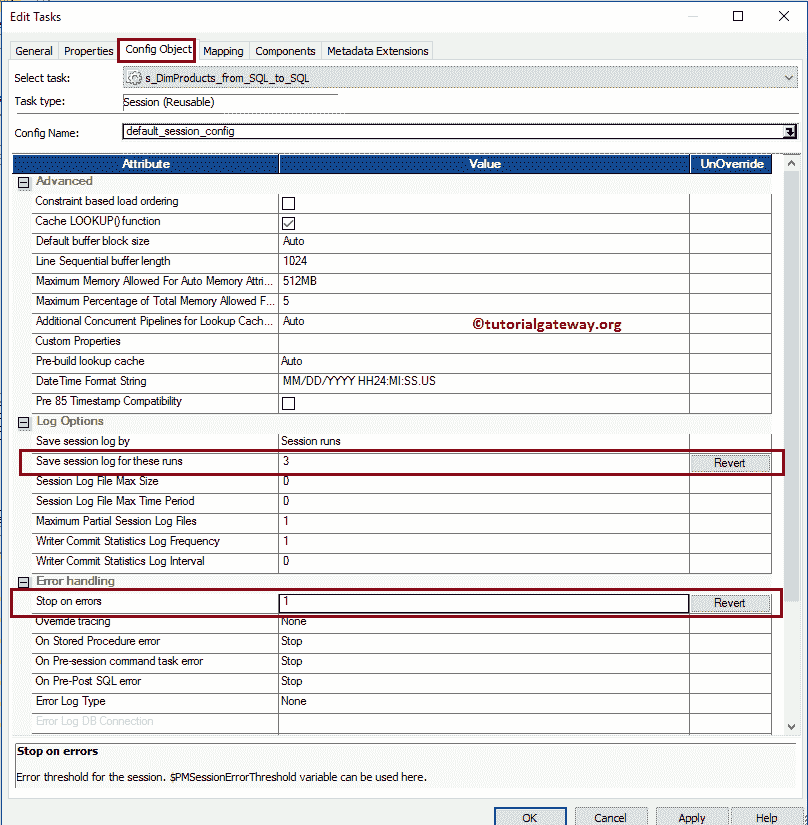 Edit Tasks
General Properties Config Object Mapping Components Metadata Extensions
Select task: s_DimProducts_from_SQL_to_SQL
Task type: Session (Reusable)
Config Name: default_session_config
Attribute Value UnOverride
Advanced
Constraint based load ordering
Cache LOOKUP() function
Default buffer block size Auto
Line Sequential buffer length 1024
Maximum Memory Allowed For Auto Memory Attri... 512MB
Maximum Percentage of Total Memory Allowed F... 5
Additional Concurrent Pipelines for Lookup Cach... Auto
©tutorialgateway.org
Custom Properties
Pre-build lookup cache Auto
DateTime Format String MM/DD/YYYY HH24:MI:SS.US
Pre 85 Timestamp Compatibility
Log Options
Save session log by Session runs
Save session log for these runs 3 Revert
Session Log File Max Size 0
Session Log File Max Time Period 0
Maximum Partial Session Log Files 1
Writer Commit Statistics Log Frequency 1
Writer Commit Statistics Log Interval 0
Error handling
Stop on errors 1 Revert
Override tracing None
On Stored Procedure error Stop
On Pre-session command task error Stop
On Pre-Post SQL error Stop
Error Log Type None
Error Log DB Connection
Stop on errors
Error threshold for the session. $PMSessionErrorThreshold variable can be used here.
OK Cancel Apply Help